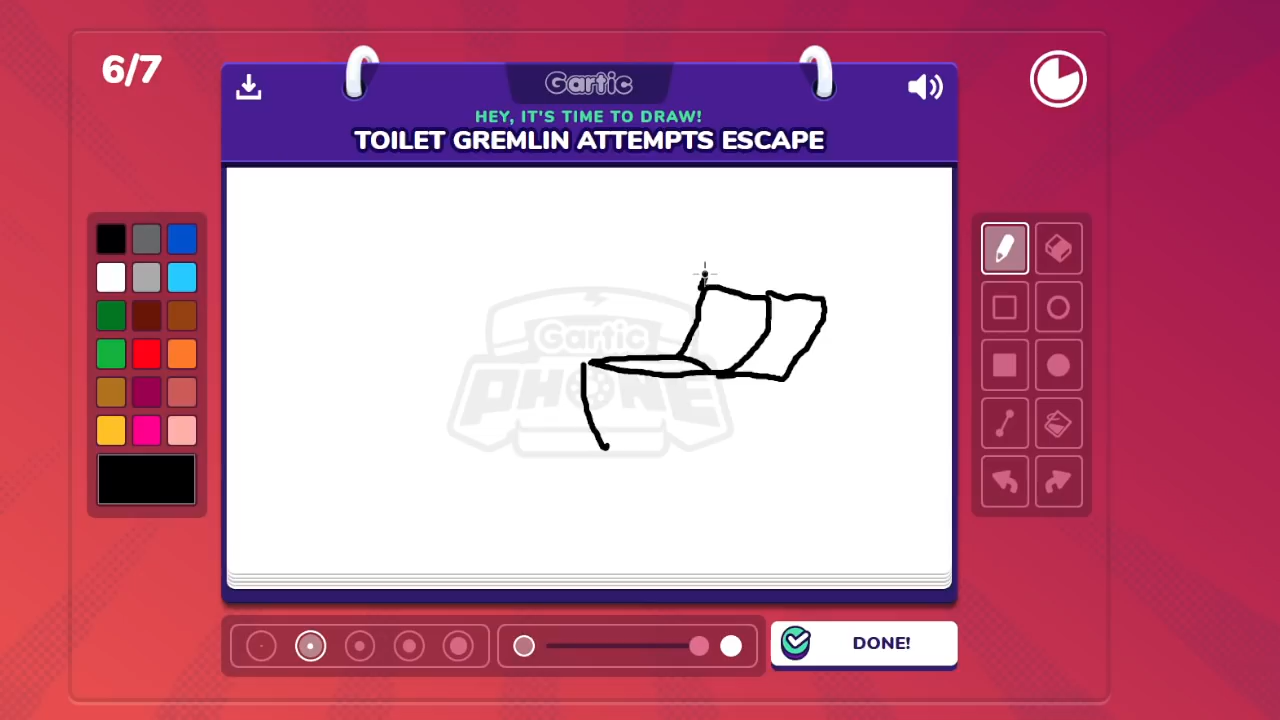 6/7
Gartic
HEY, IT'S TIME TO DRAW!
TOILET GREMLIN ATTEMPTS ESCAPE
Gartic
PHONE
DONE!